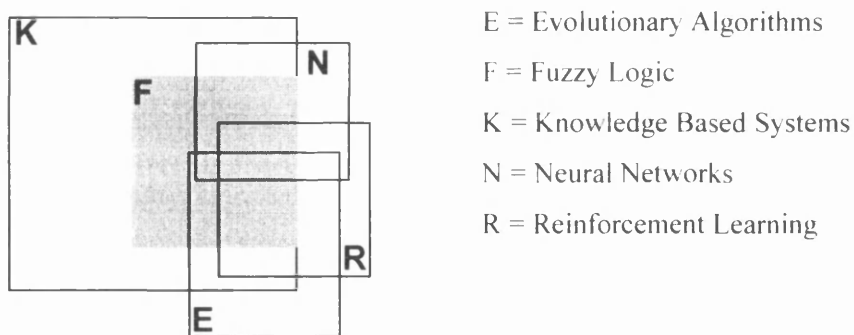 K
N
F
R
E
E = Evolutionary Algorithms
F = Fuzzy Logic
K = Knowledge Based Systems
N = Neural Networks
R = Reinforcement Learning